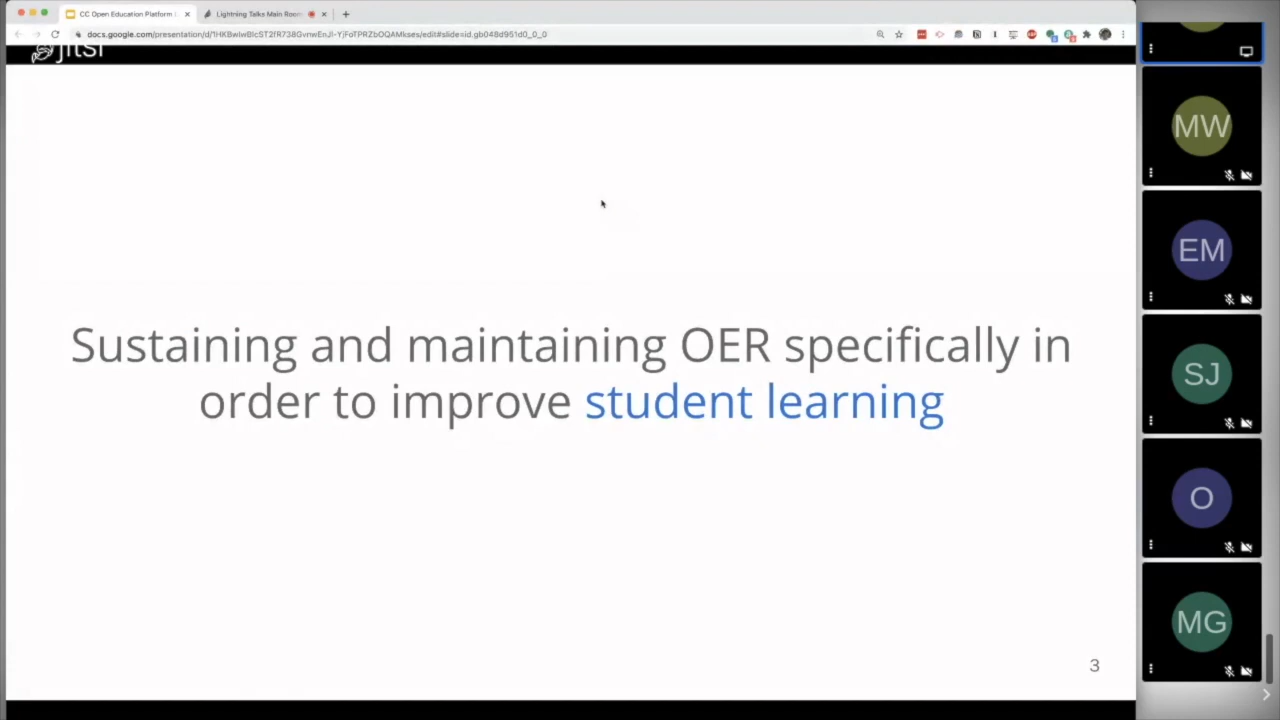 CC Open Education Platform
Lightning Talks Main Room
jitsi
Sustaining and maintaining OER specifically in
order to improve student learning
3
MW
EM
SJ
O
MG